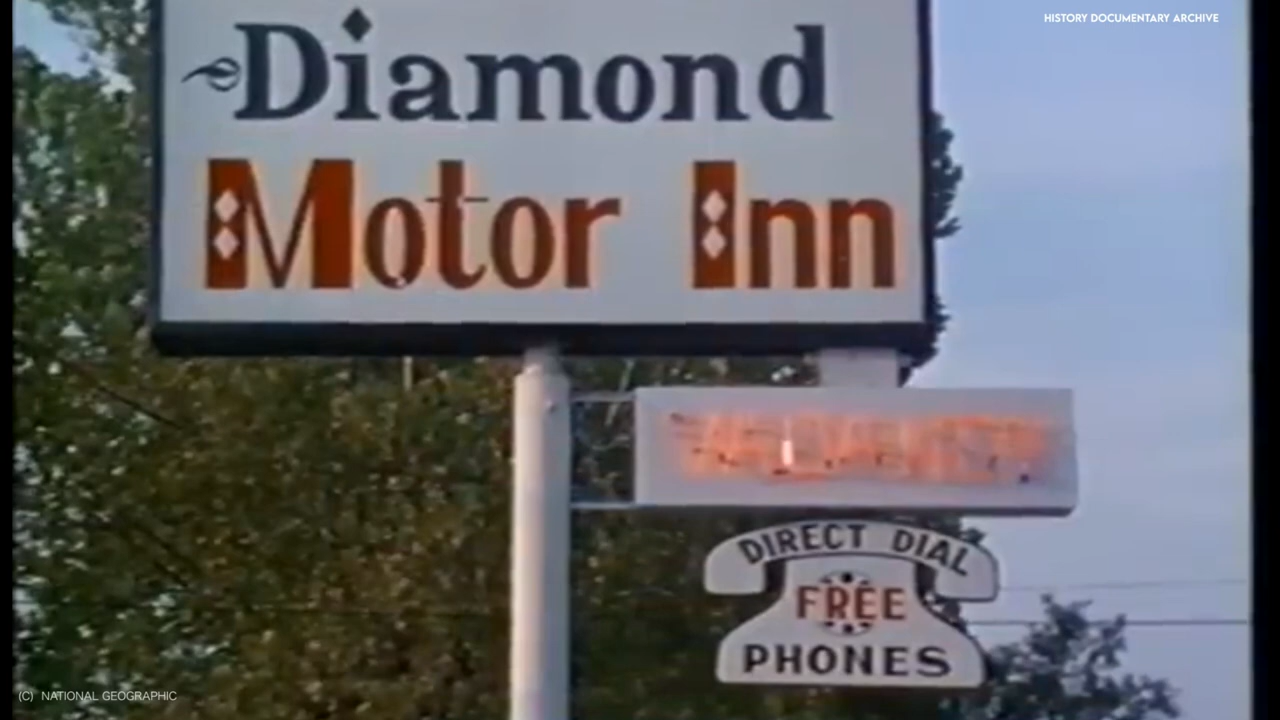 HISTORY DOCUMENTARY ARCHIVE
Diamond
Motor Inn
DIRECT DIAL
FREE
PHONES
(C) NATIONAL GEOGRAPHIC